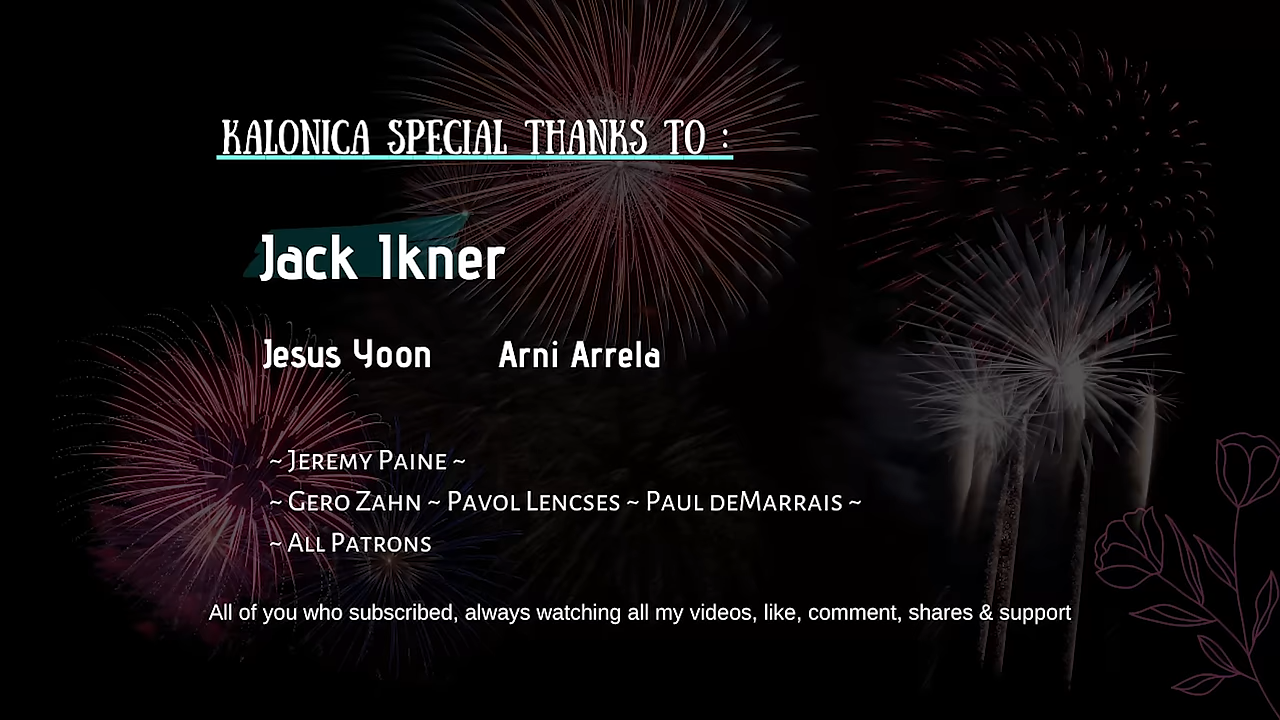 KALONICA SPECIAL THANKS TO :
Jack Ikner
Jesus Yoon Arni Arrela
~ JEREMY PAINE ~
~ GERO ZAHN ~ PAVOL LENCSES ~ PAUL DEMARRAIS ~
~ ALL PATRONS
All of you who subscribed, always watching all my videos, like, comment, shares & support